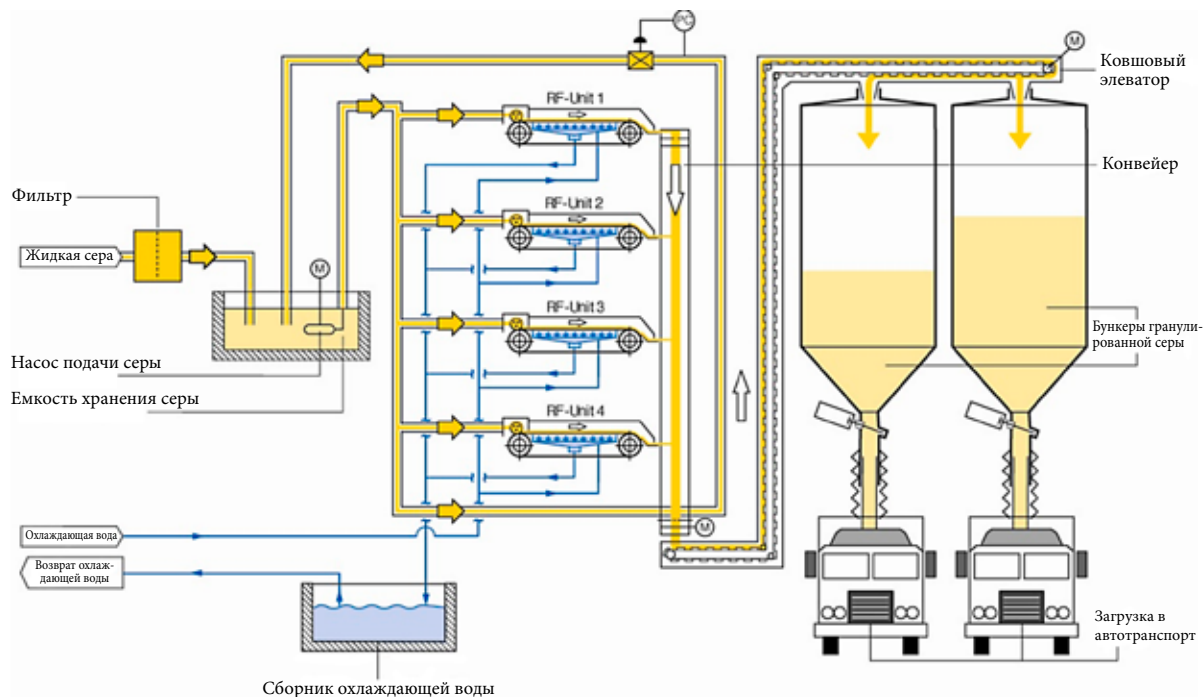 PC
M
Ковшовый
элеватор
RF-Unit 1
Конвейер
Фильтр
RF-Unit 2
Жидкая сера
M
RF-Unit 3
Бункеры гранули-
рованной серы
Насос подачи серы
Емкость хранения серы
RF-Unit 4
M
Охлаждающая вода
Возврат охлаж-
дающей воды
Загрузка в
автотранспорт
Сборник охлаждающей воды